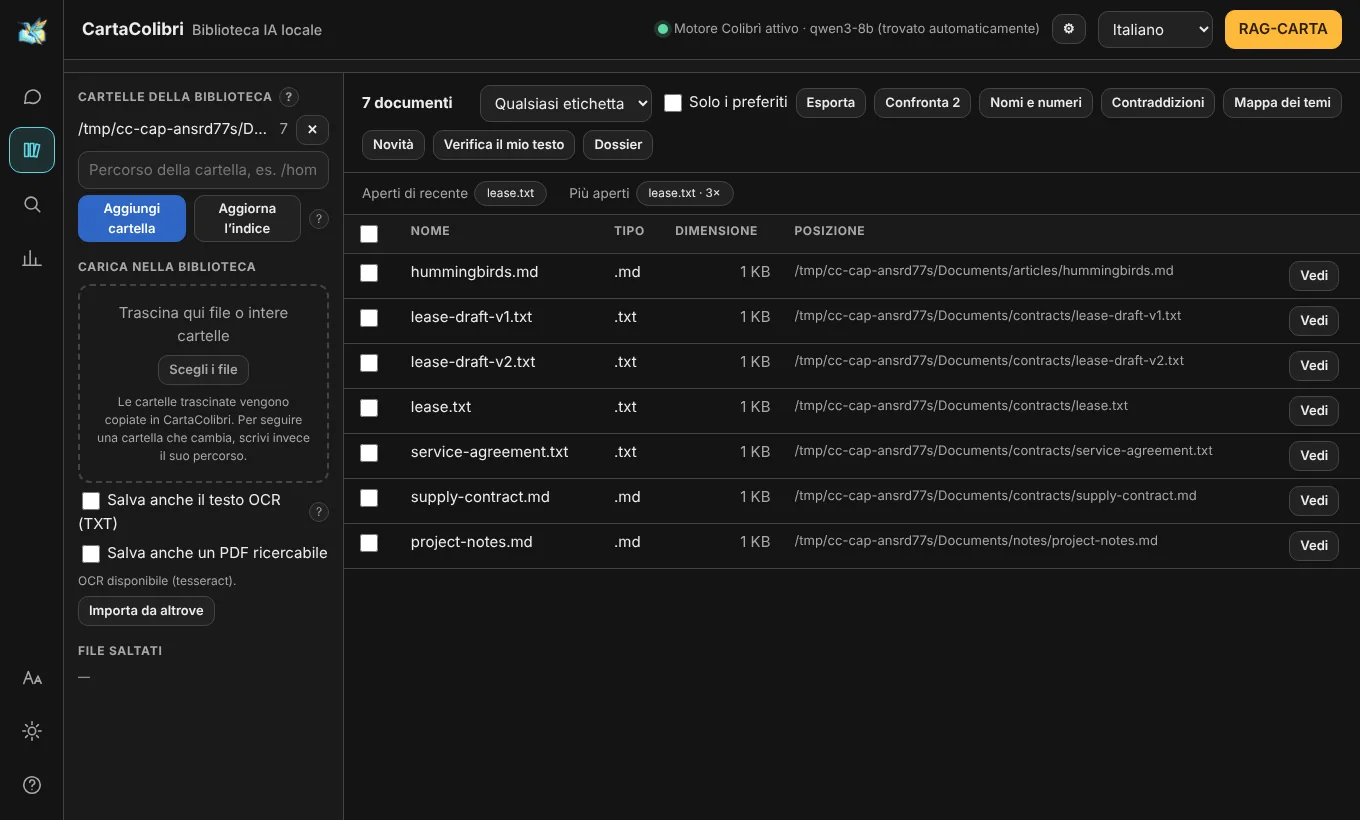 CartaColibri Biblioteca IA locale
Motore Colibrì attivo · qwen3-8b (trovato automaticamente)
Italiano
RAG-CARTA
CARTELLE DELLA BIBLIOTECA ?
/tmp/cc-cap-ansrd77s/D... 7 ×
Percorso della cartella, es. /hom
Aggiungi
cartella
Aggiorna
l'indice
?
CARICA NELLA BIBLIOTECA
Trascina qui file o intere
cartelle
Scegli i file
Le cartelle trascinate vengono
copiate in CartaColibri. Per seguire
una cartella che cambia, scrivi invece
il suo percorso.
Salva anche il testo OCR
(TXT)
?
Salva anche un PDF ricercabile
OCR disponibile (tesseract).
Importa da altrove
FILE SALTATI
—
AA
?
7 documenti
Qualsiasi etichetta
Solo i preferiti
Esporta
Confronta 2
Nomi e numeri
Contraddizioni
Mappa dei temi
Novità
Verifica il mio testo
Dossier
Aperti di recente lease.txt Più aperti lease.txt · 3×
NOME TIPO DIMENSIONE POSIZIONE
hummingbirds.md .md 1 KB /tmp/cc-cap-ansrd77s/Documents/articles/hummingbirds.md Vedi
lease-draft-v1.txt .txt 1 KB /tmp/cc-cap-ansrd77s/Documents/contracts/lease-draft-v1.txt Vedi
lease-draft-v2.txt .txt 1 KB /tmp/cc-cap-ansrd77s/Documents/contracts/lease-draft-v2.txt Vedi
lease.txt .txt 1 KB /tmp/cc-cap-ansrd77s/Documents/contracts/lease.txt Vedi
service-agreement.txt .txt 1 KB /tmp/cc-cap-ansrd77s/Documents/contracts/service-agreement.txt Vedi
supply-contract.md .md 1 KB /tmp/cc-cap-ansrd77s/Documents/contracts/supply-contract.md Vedi
project-notes.md .md 1 KB /tmp/cc-cap-ansrd77s/Documents/notes/project-notes.md Vedi